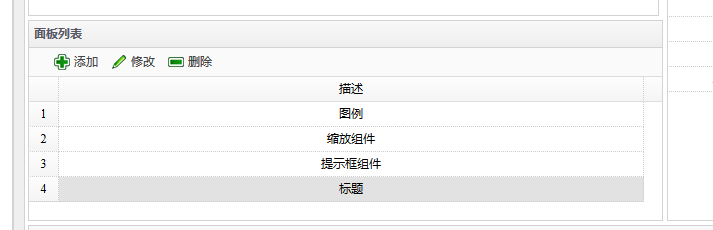 面板列表
添加 修改 删除
描述
1 图例
2 缩放组件
3 提示框组件
4 标题